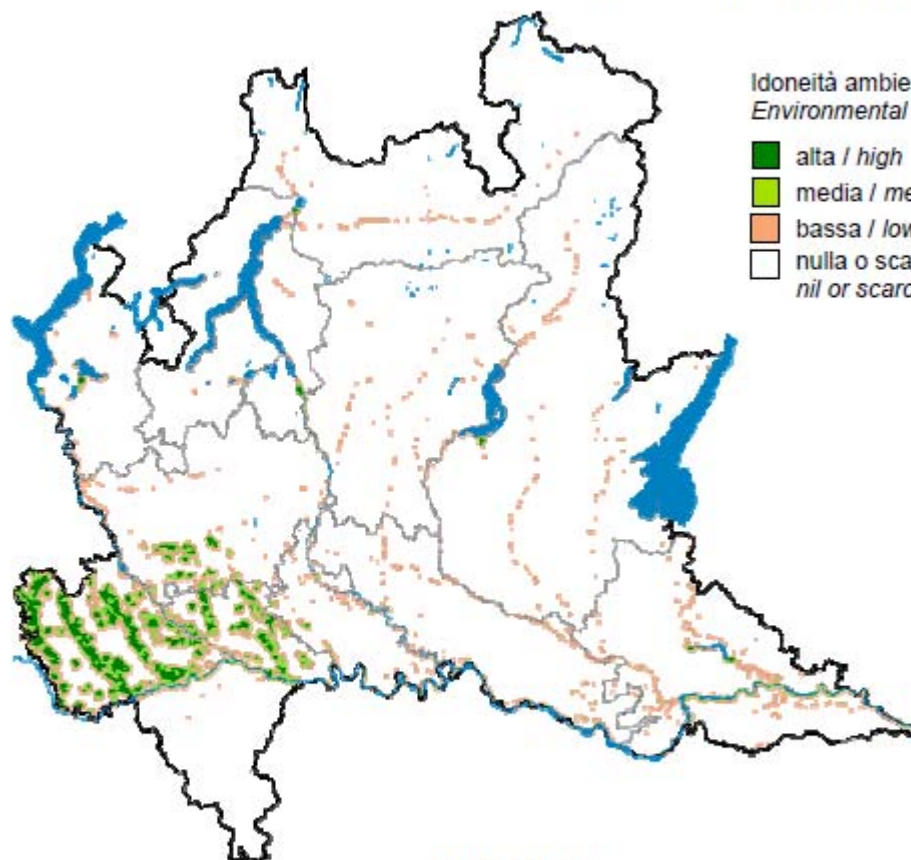 Idoneità ambie
Environmental
alta / high
media / me
bassa / low
nulla o sca
nil or scarc